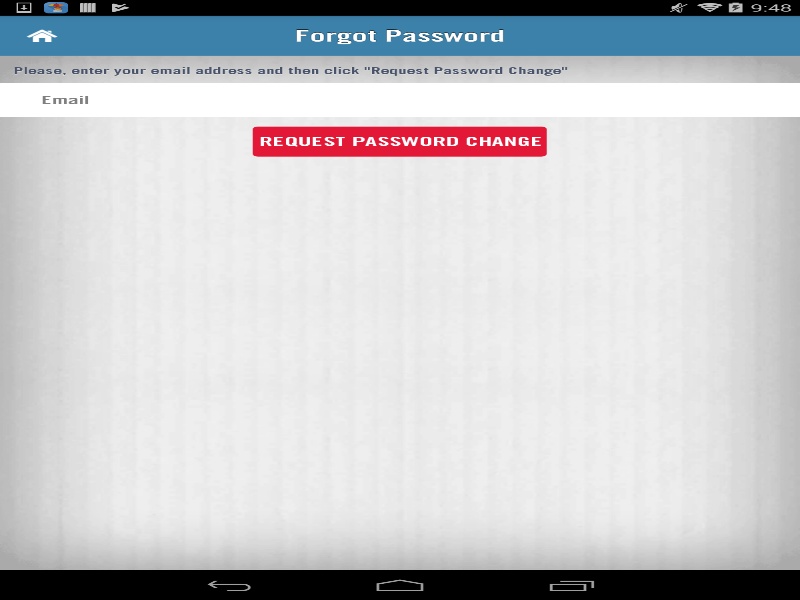 9:48
Forgot Password
Please, enter your email address and then click "Request Password Change"
Email
REQUEST PASSWORD CHANGE